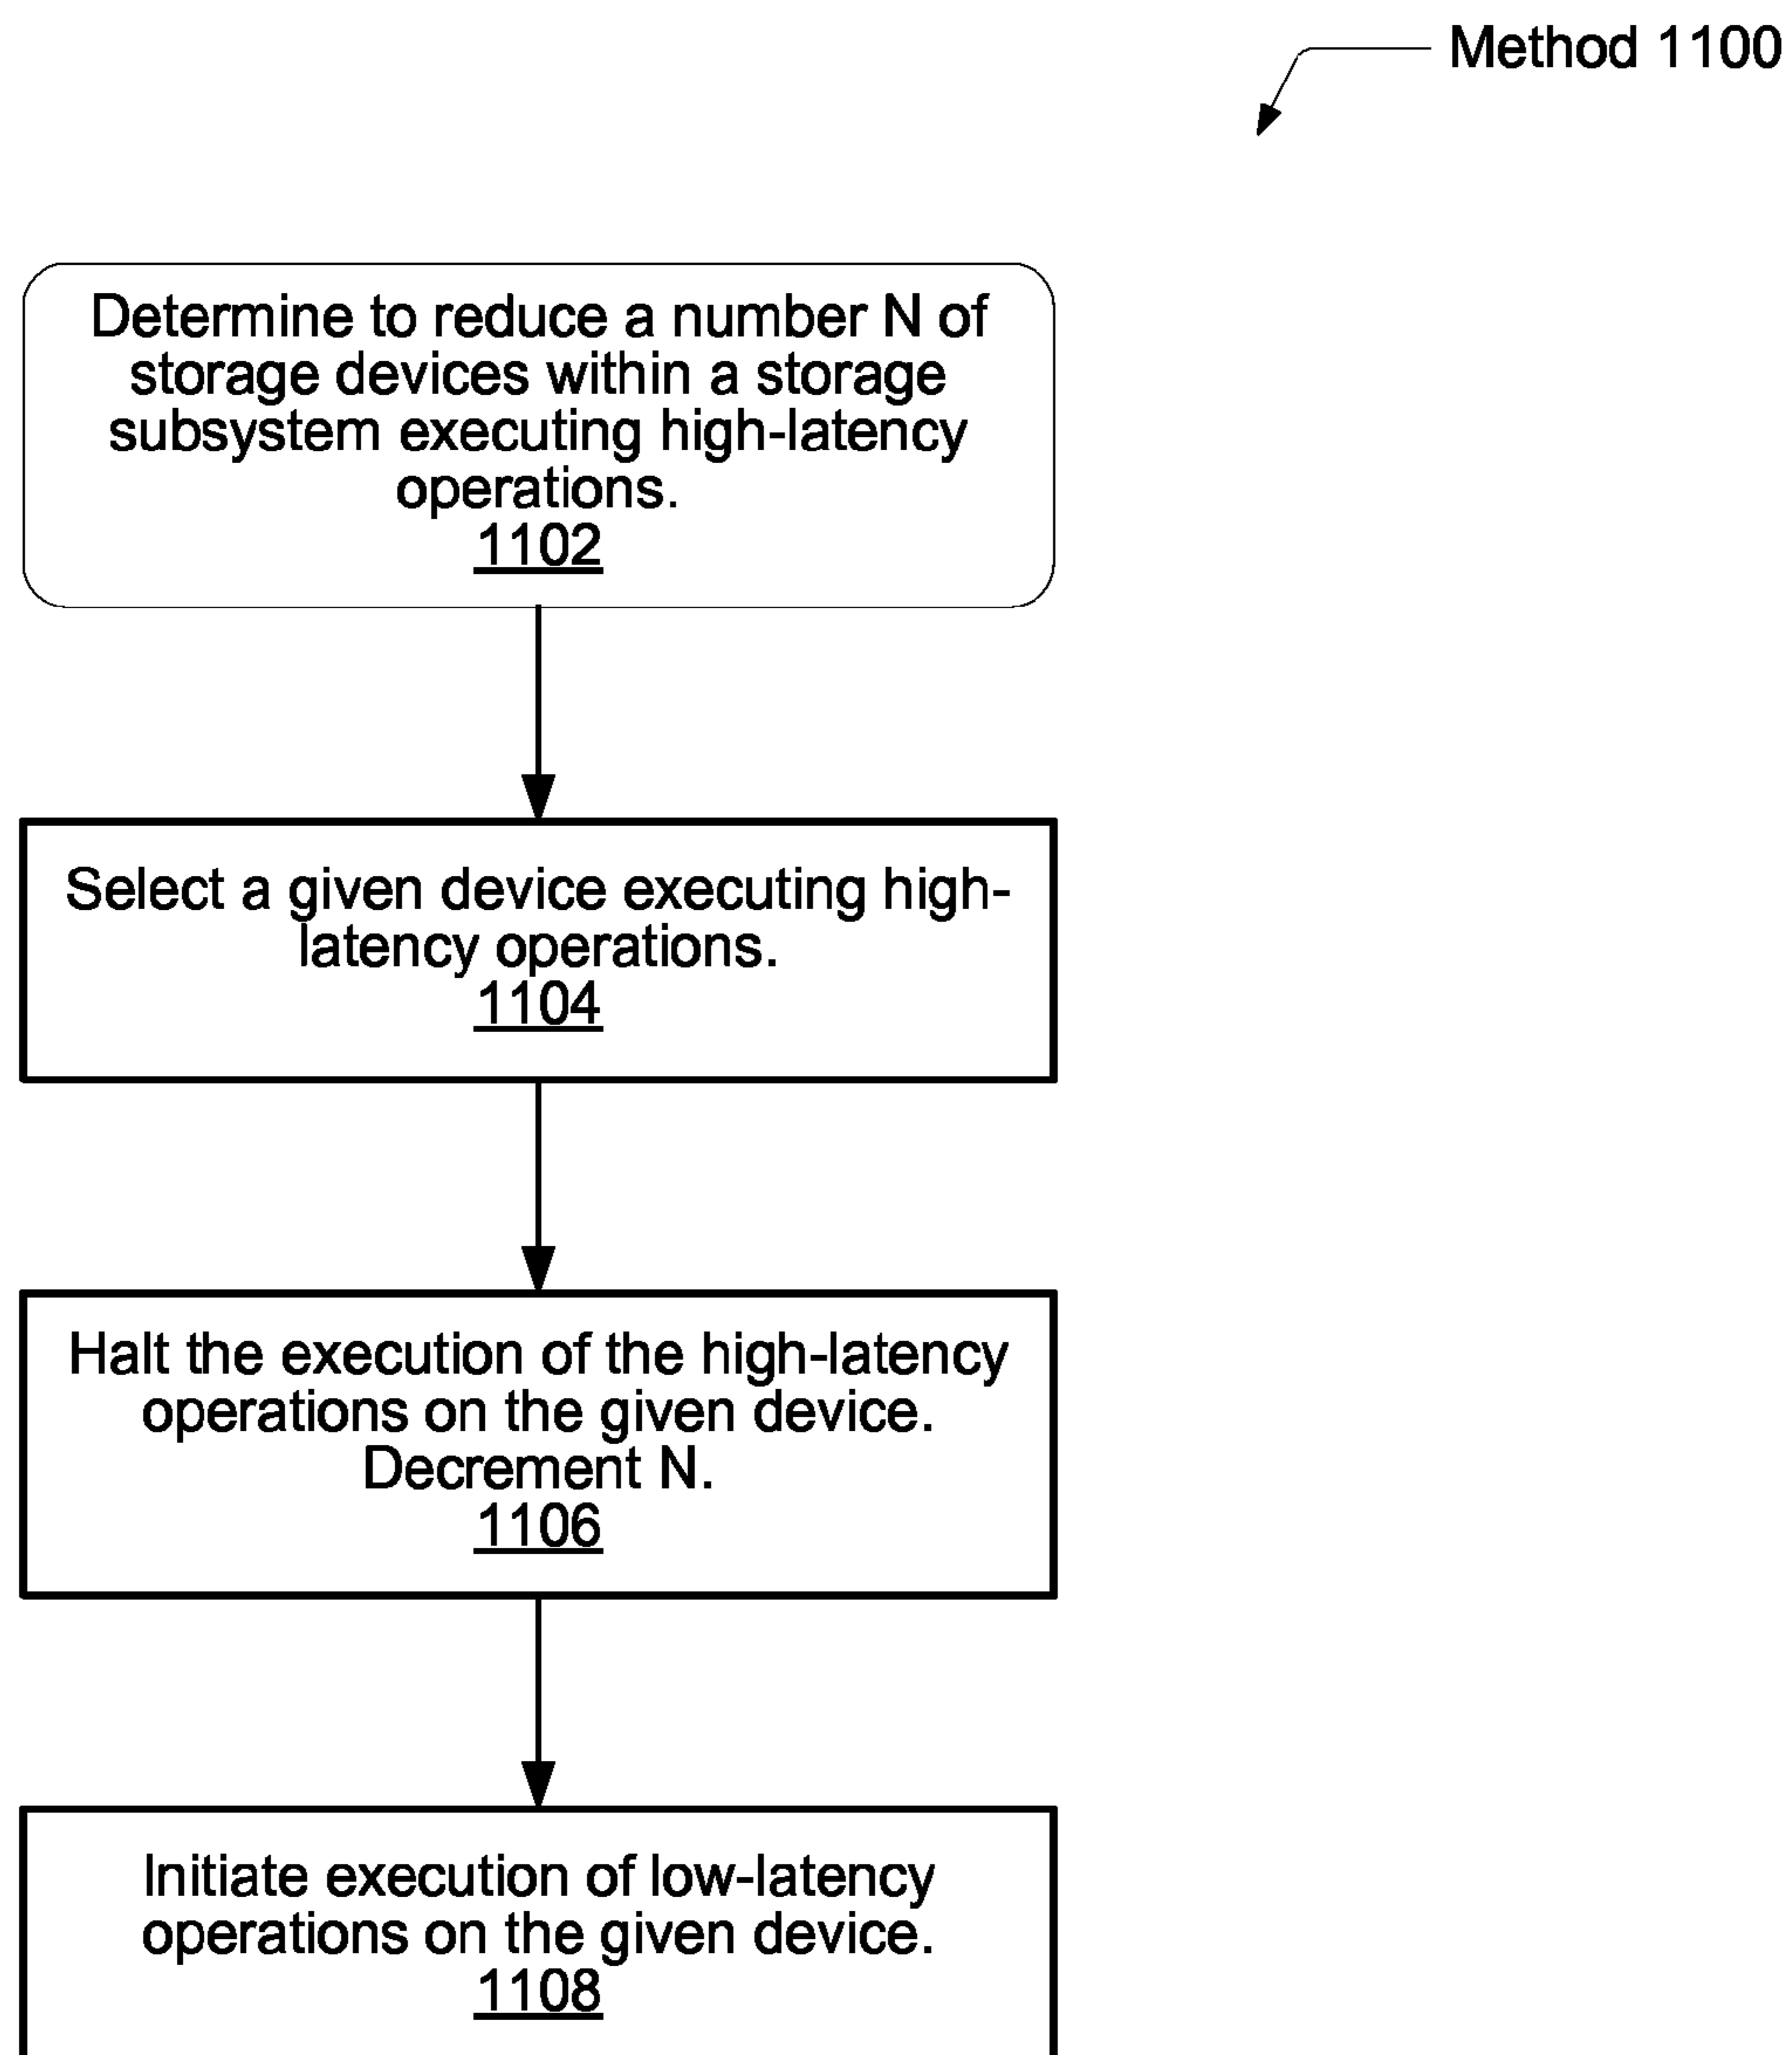 Method 1100
Determine to reduce a number N of
storage devices within a storage
subsystem executing high-latency
operations.
1102
Select a given device executing high-
latency operations.
1104
Halt the execution of the high-latency
operations on the given device.
Decrement N.
1106
Initiate execution of low-latency
operations on the given device.
1108